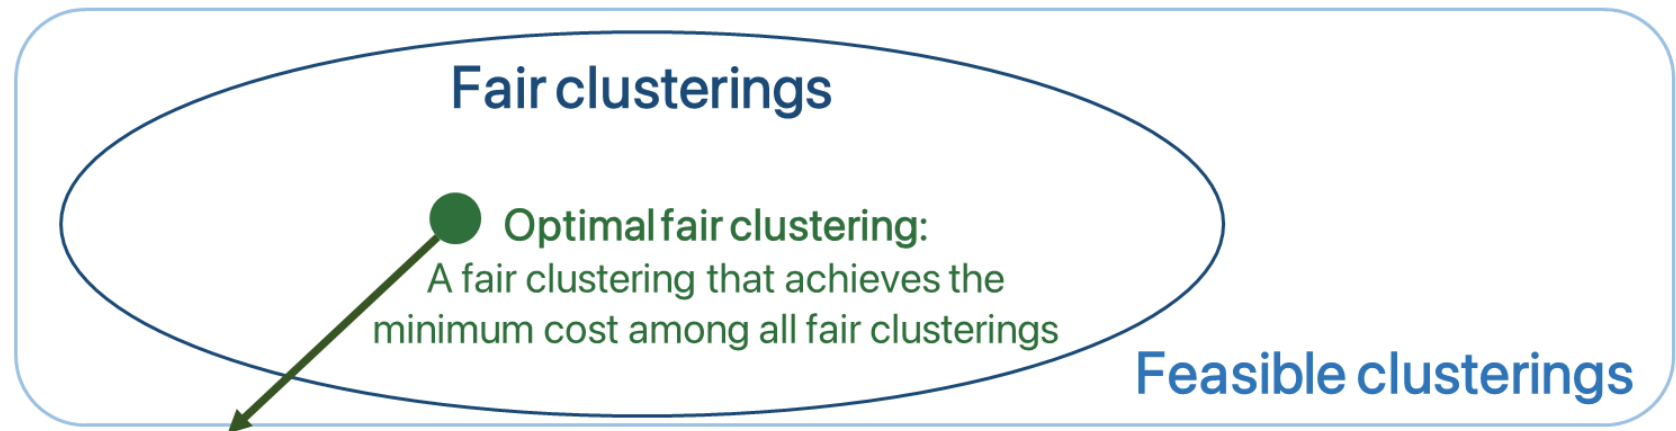 Fair clusterings
Optimal fair clustering:
A fair clustering that achieves the
minimum cost among all fair clusterings
Feasible clusterings